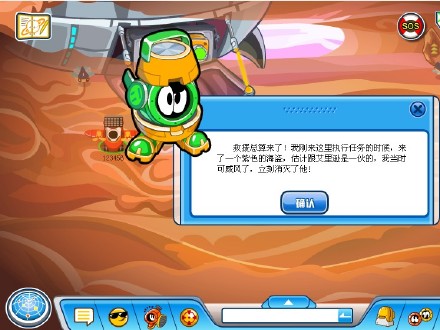 SOS
救援总算来了！我刚来这里执行任务的时候，来
了一个紫色的海盗，估计跟艾里逊是一伙的，我当时
可威风了，立刻消灭了他！
123456
确认